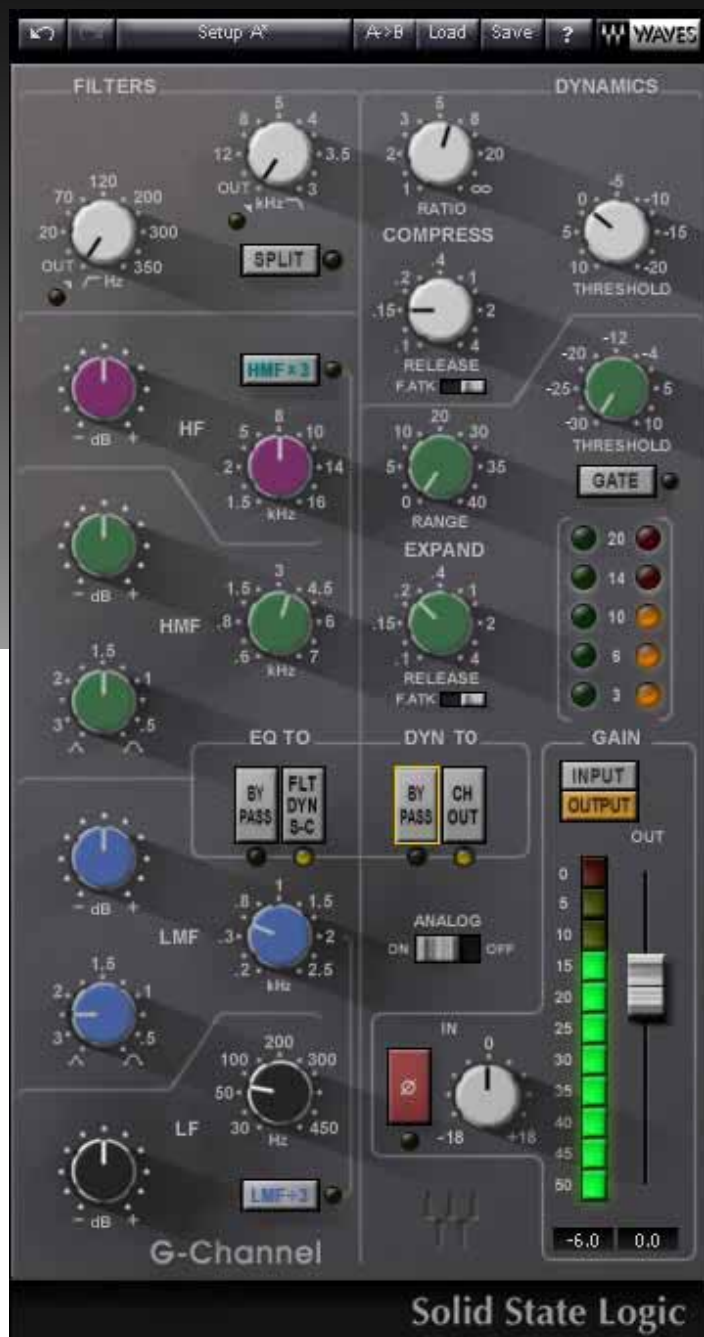 Setup A* A->B Load Save ? WAVES
FILTERS
DYNAMICS
OUT 12 8 5 4 3.5 3
kHz
OUT 20 70 120 200 300 350
Hz
SPLIT
1 2 3 5 8 20 ∞
RATIO
COMPRESS
10 5 0 -5 -10 -15 -20
THRESHOLD
.1 .15 .2 .4 1 2 4
RELEASE
F.ATK
- dB +
HF
HMF×3
1.5 2 5 8 10 14 16
kHz
-30 -25 -20 -12 -4 5 10
THRESHOLD
GATE
0 5 10 20 30 35 40
RANGE
EXPAND
.1 .15 .2 .4 1 2 4
RELEASE
F.ATK
20
14
10
6
3
- dB +
HMF
.6 .8 1.5 3 4.5 6 7
kHz
3 2 1.5 1 .5
EQ TO
BY PASS
FLT DYN S-C
DYN TO
BY PASS
CH OUT
GAIN
INPUT
OUTPUT
OUT
0
5
10
15
20
25
30
35
40
45
50
-6.0 0.0
- dB +
LMF
.2 .3 .8 1 1.5 2 2.5
kHz
3 2 1.5 1 .5
ANALOG
ON OFF
IN
Ø
-18 0 +18
LF
30 50 100 200 300 450
Hz
- dB +
LMF÷3
G-Channel
Solid State Logic